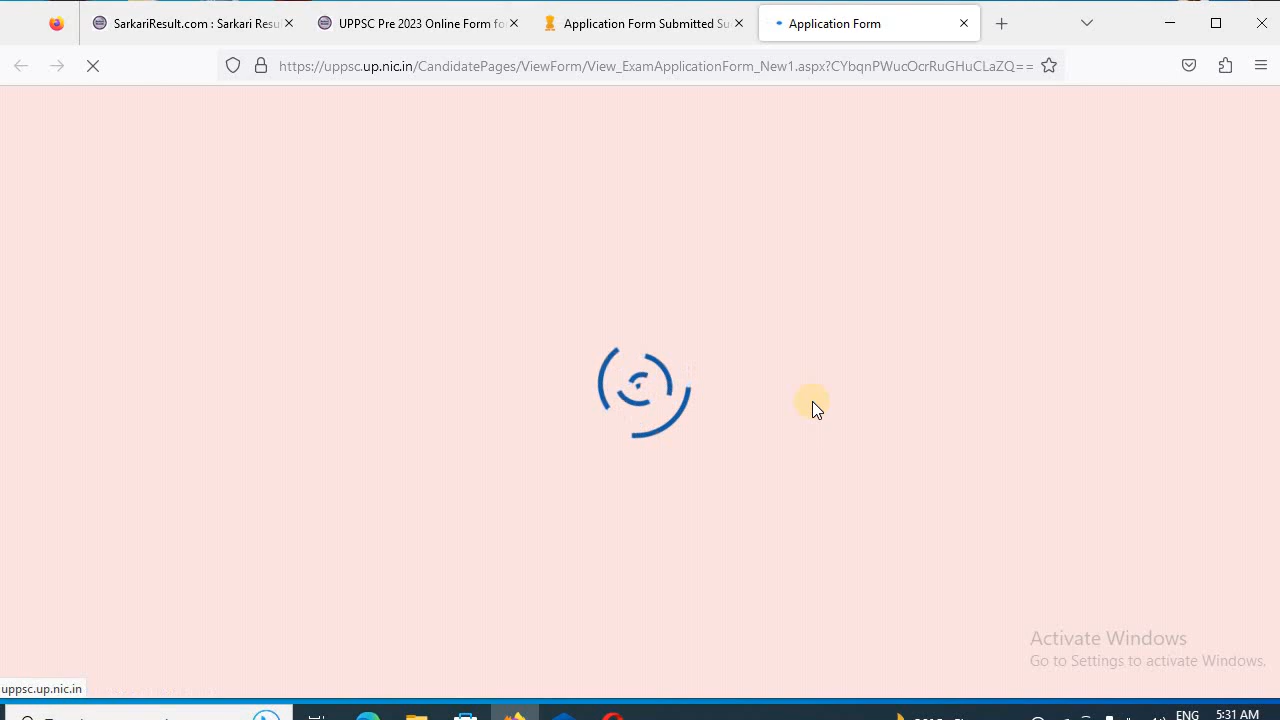 SarkariResult.com : Sarkari Resu
UPPSC Pre 2023 Online Form fo
Application Form Submitted Su
Application Form
https://uppsc.up.nic.in/CandidatePages/ViewForm/View_ExamApplicationForm_New1.aspx?CYbqnPWucOcrRuGHuCLaZQ==
Activate Windows
Go to Settings to activate Windows.
uppsc.up.nic.in
ENG
5:31 AM